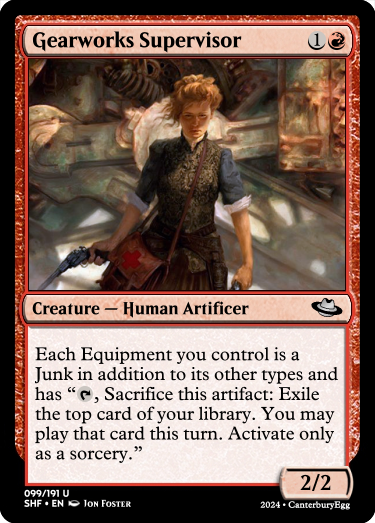 Gearworks Supervisor 1
Creature — Human Artificer
Each Equipment you control is a
Junk in addition to its other types and
has “, Sacrifice this artifact: Exile
the top card of your library. You may
play that card this turn. Activate only
as a sorcery.”
2/2
099/191 U
SHF • EN Jon Foster
2024 • CanterburyEgg